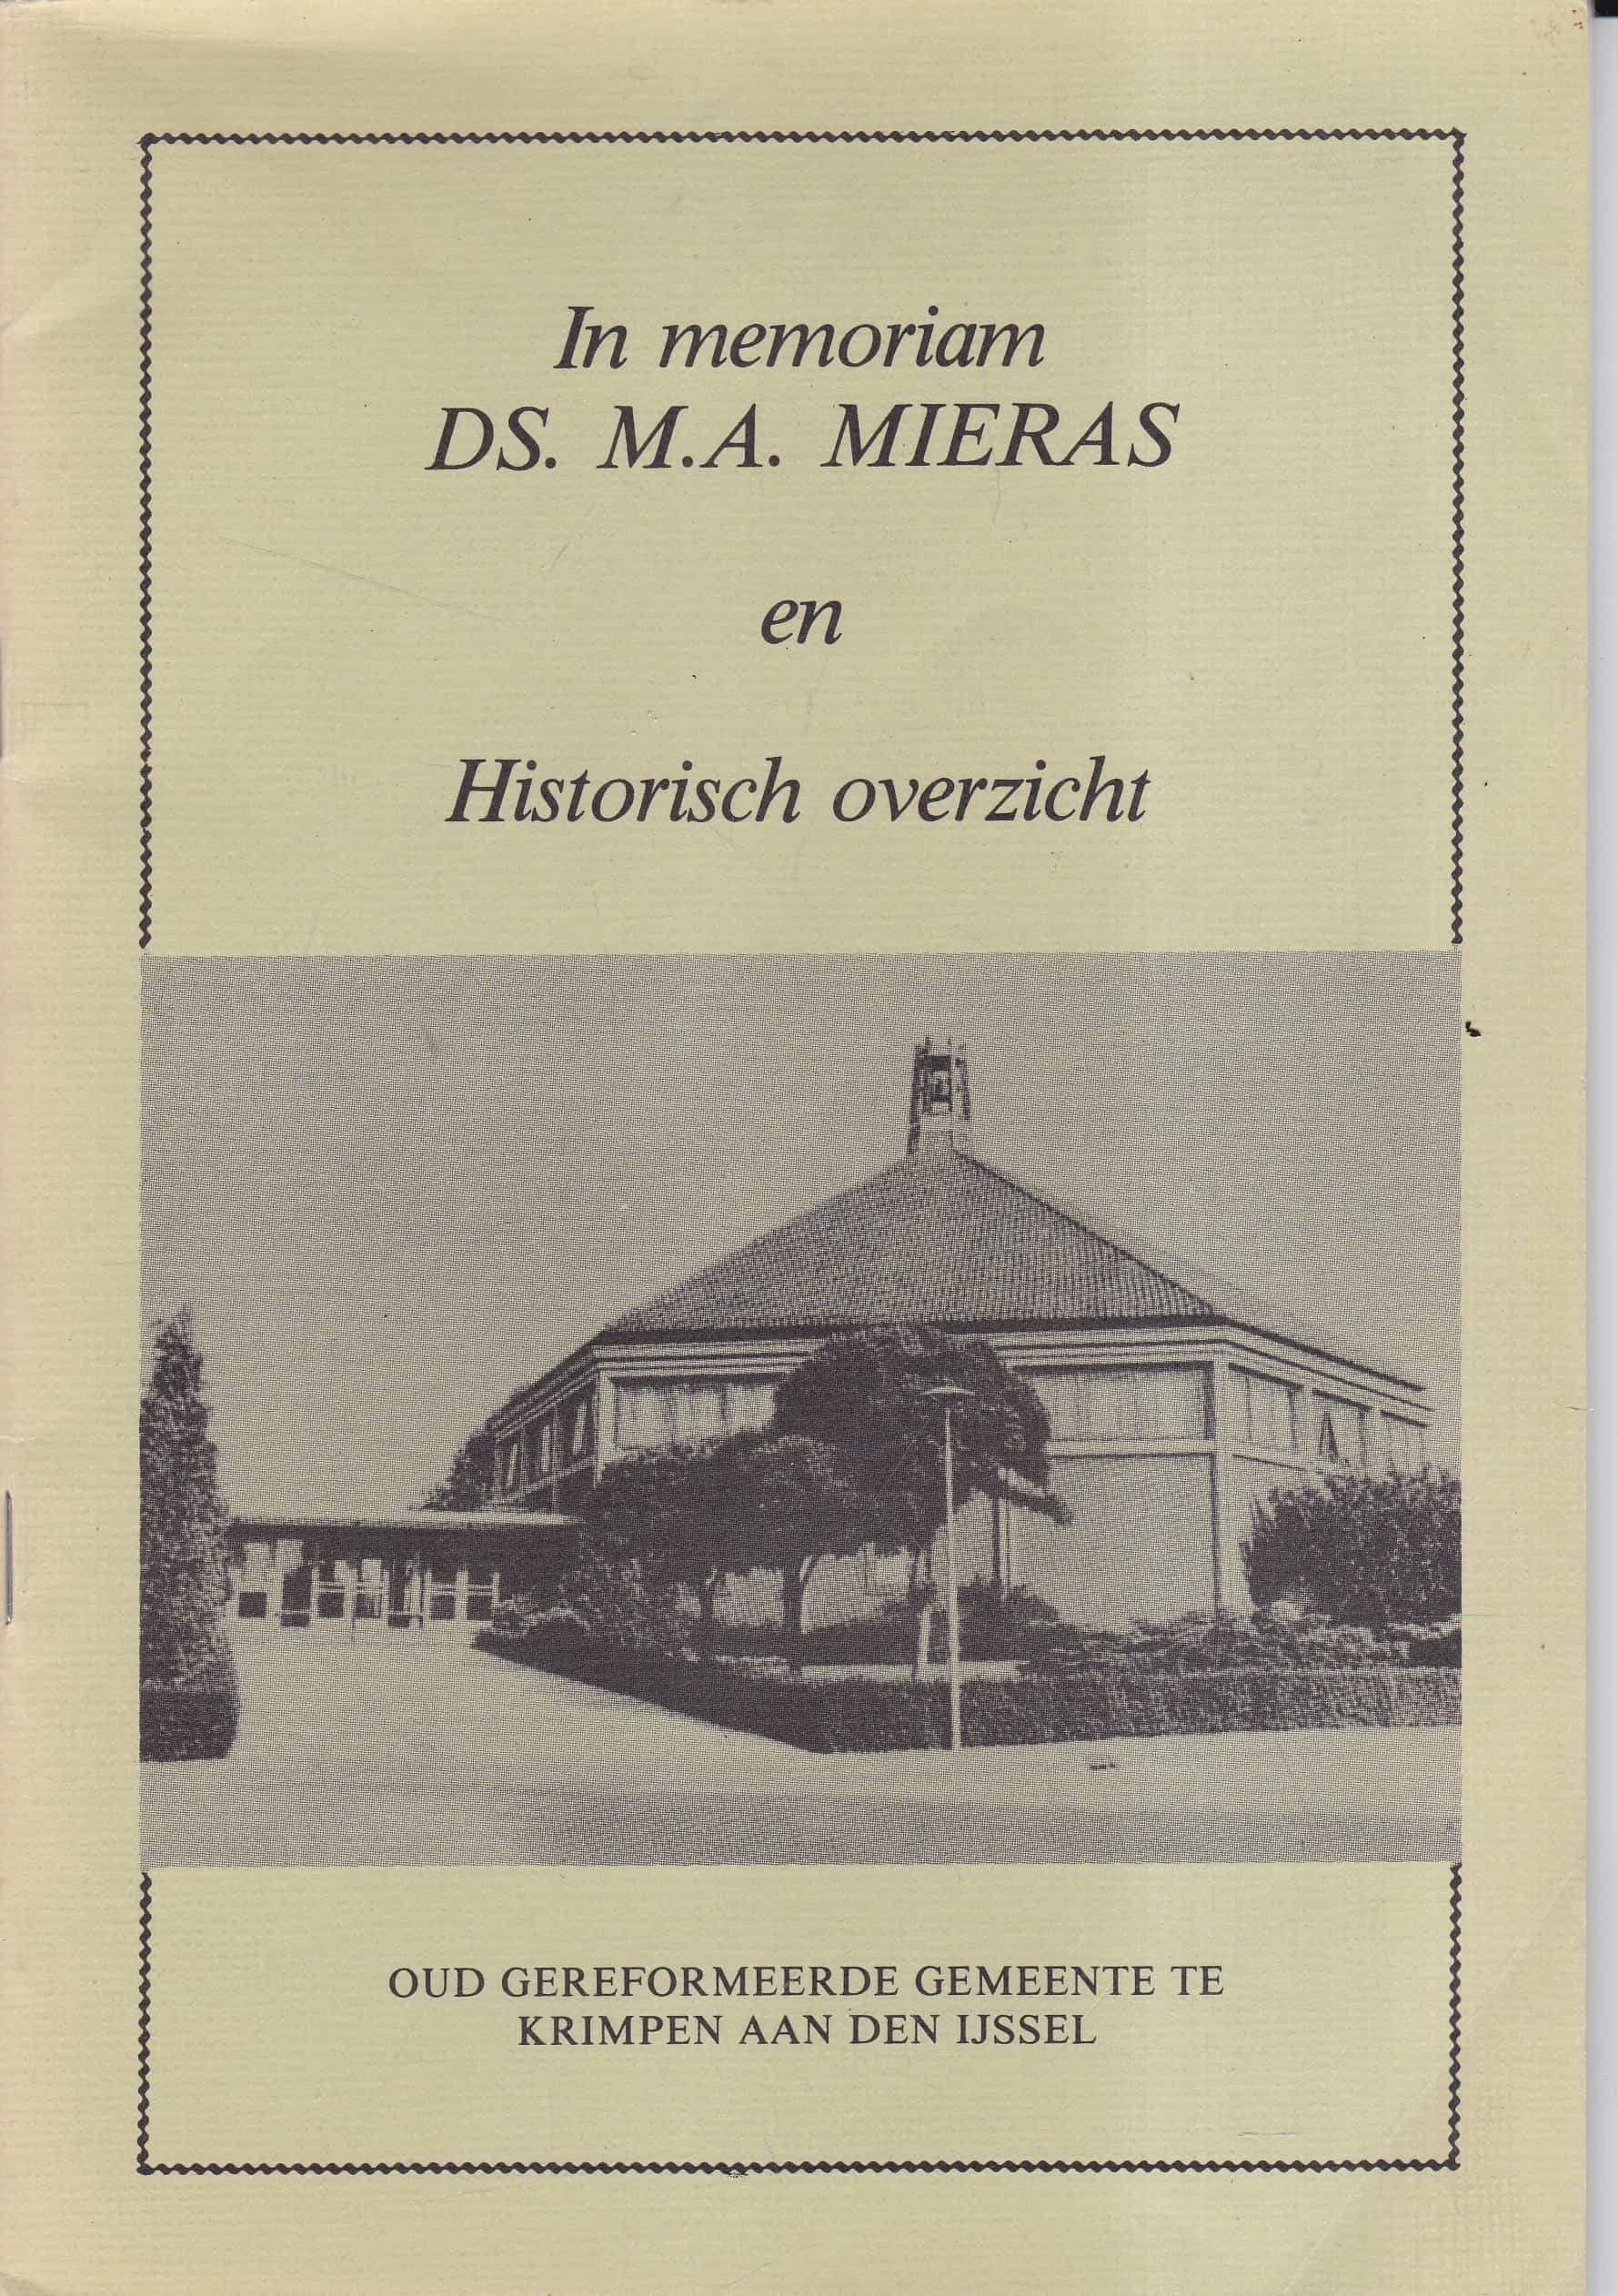 In memoriam
DS. M.A. MIERAS
en
Historisch overzicht
OUD GEREFORMEERDE GEMEENTE TE
KRIMPEN AAN DEN IJSSEL